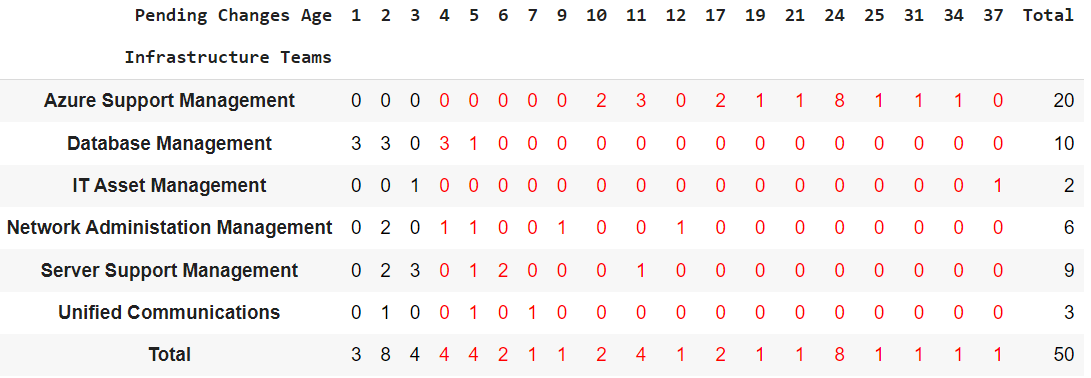 Pending Changes Age 1 2 3 4 5 6 7 9 10 11 12 17 19 21 24 25 31 34 37 Total
Infrastructure Teams
Azure Support Management 0 0 0 0 0 0 0 0 2 3 0 2 1 1 8 1 1 1 0 20
Database Management 3 3 0 3 1 0 0 0 0 0 0 0 0 0 0 0 0 0 0 10
IT Asset Management 0 0 1 0 0 0 0 0 0 0 0 0 0 0 0 0 0 0 1 2
Network Administation Management 0 2 0 1 1 0 0 1 0 0 1 0 0 0 0 0 0 0 0 6
Server Support Management 0 2 3 0 1 2 0 0 0 1 0 0 0 0 0 0 0 0 0 9
Unified Communications 0 1 0 0 1 0 1 0 0 0 0 0 0 0 0 0 0 0 0 3
Total 3 8 4 4 4 2 1 1 2 4 1 2 1 1 8 1 1 1 1 50